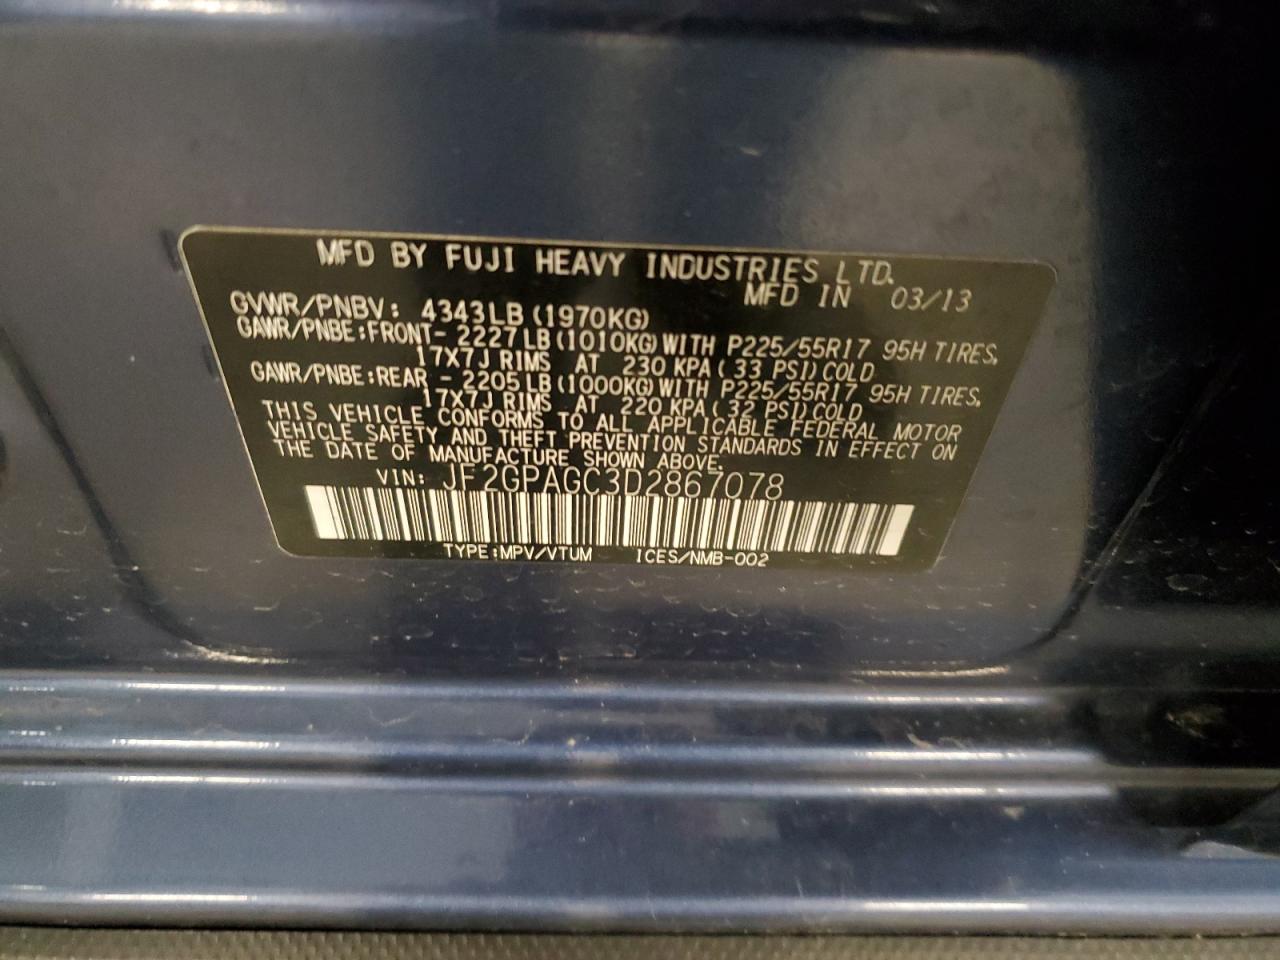 MFD BY FUJI HEAVY INDUSTRIES LTD.
MFD IN 03/13
GVWR/PNBV: 4343LB (1970KG)
GAWR/PNBE:FRONT- 2227LB (1010KG) WITH P225/55R17 95H TIRES,
17X7J RIMS AT 230 KPA ( 33 PSI) COLD
GAWR/PNBE:REAR - 2205LB (1000KG) WITH P225/55R17 95H TIRES,
17X7J RIMS AT 220 KPA ( 32 PSI) COLD
THIS VEHICLE CONFORMS TO ALL APPLICABLE FEDERAL MOTOR
VEHICLE SAFETY AND THEFT PREVENTION STANDARDS IN EFFECT ON
THE DATE OF MANUFACTURE SHOWN ABOVE.
VIN: JF2GPAGC3D2867078
TYPE:MPV/VTUM ICES/NMB-002